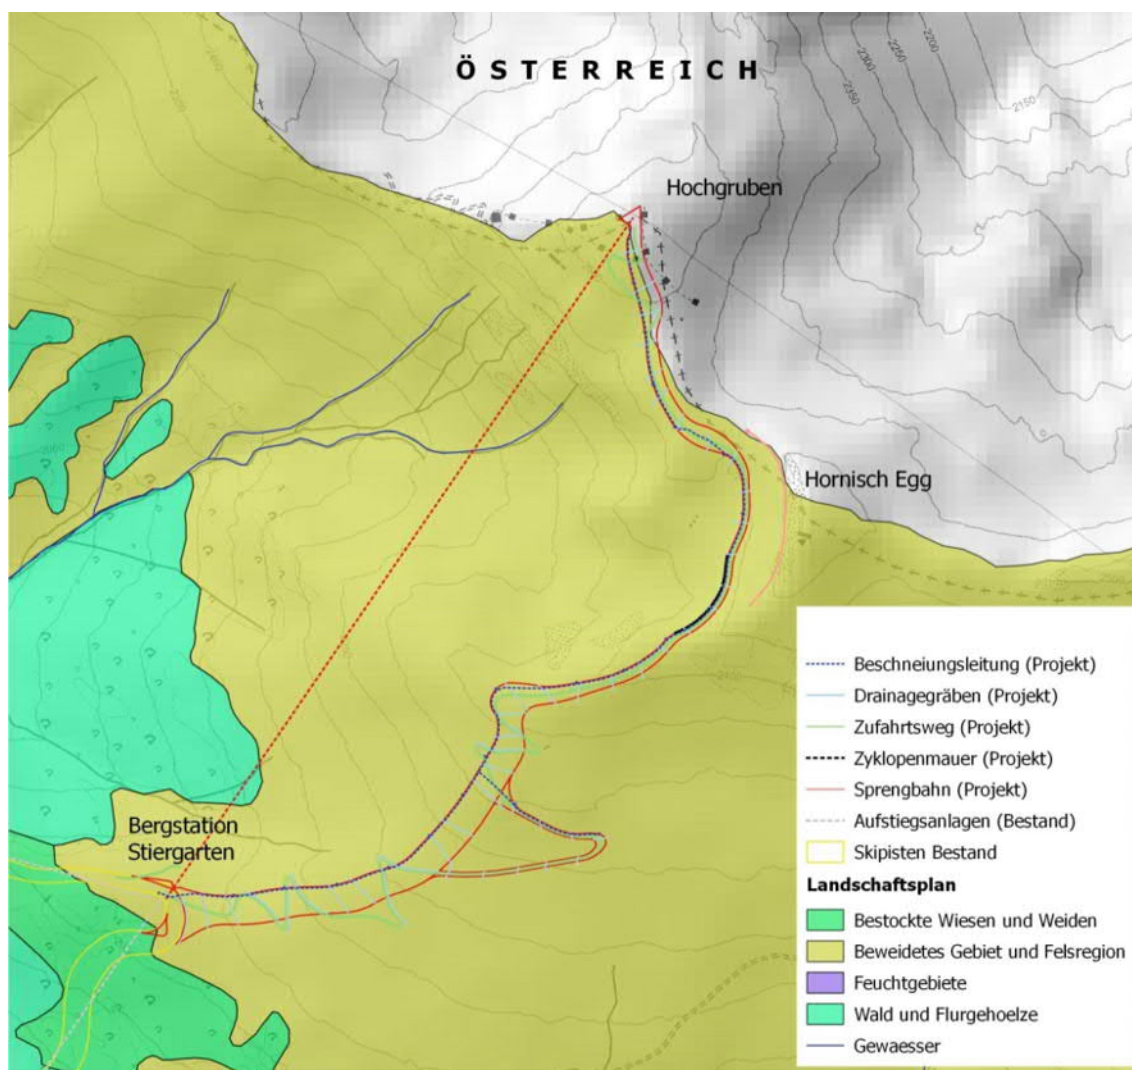 ÖSTERREICH
2200
2250
2300
2350
2150
Hochgruben
Hornisch Egg
Bergstation
Stiergarten
Beschneiungsleitung (Projekt)
Drainagegräben (Projekt)
Zufahrtsweg (Projekt)
Zyklopenmauer (Projekt)
Sprengbahn (Projekt)
Aufstiegsanlagen (Bestand)
Skipisten Bestand
Landschaftsplan
Bestockte Wiesen und Weiden
Beweidetes Gebiet und Felsregion
Feuchtgebiete
Wald und Flurgehoelze
Gewaesser